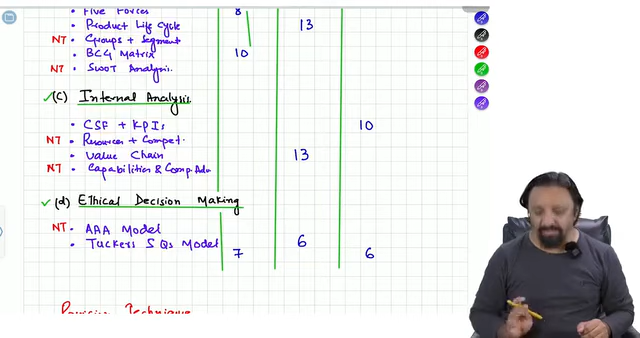 • Five Forces 8
• Product Life Cycle 13
NT • Groups + Segment
• BCG Matrix 10
NT • SWOT Analysis.
✓ (C) Internal Analysis
• CSF + KPIs 10
NT • Resources + Compet.
• Value Chain 13
NT • Capabilities & Comp. Adv
✓ (d) Ethical Decision Making
NT • AAA Model
• Tuckers 5 Qs Model 7 6 6
Revision Technique